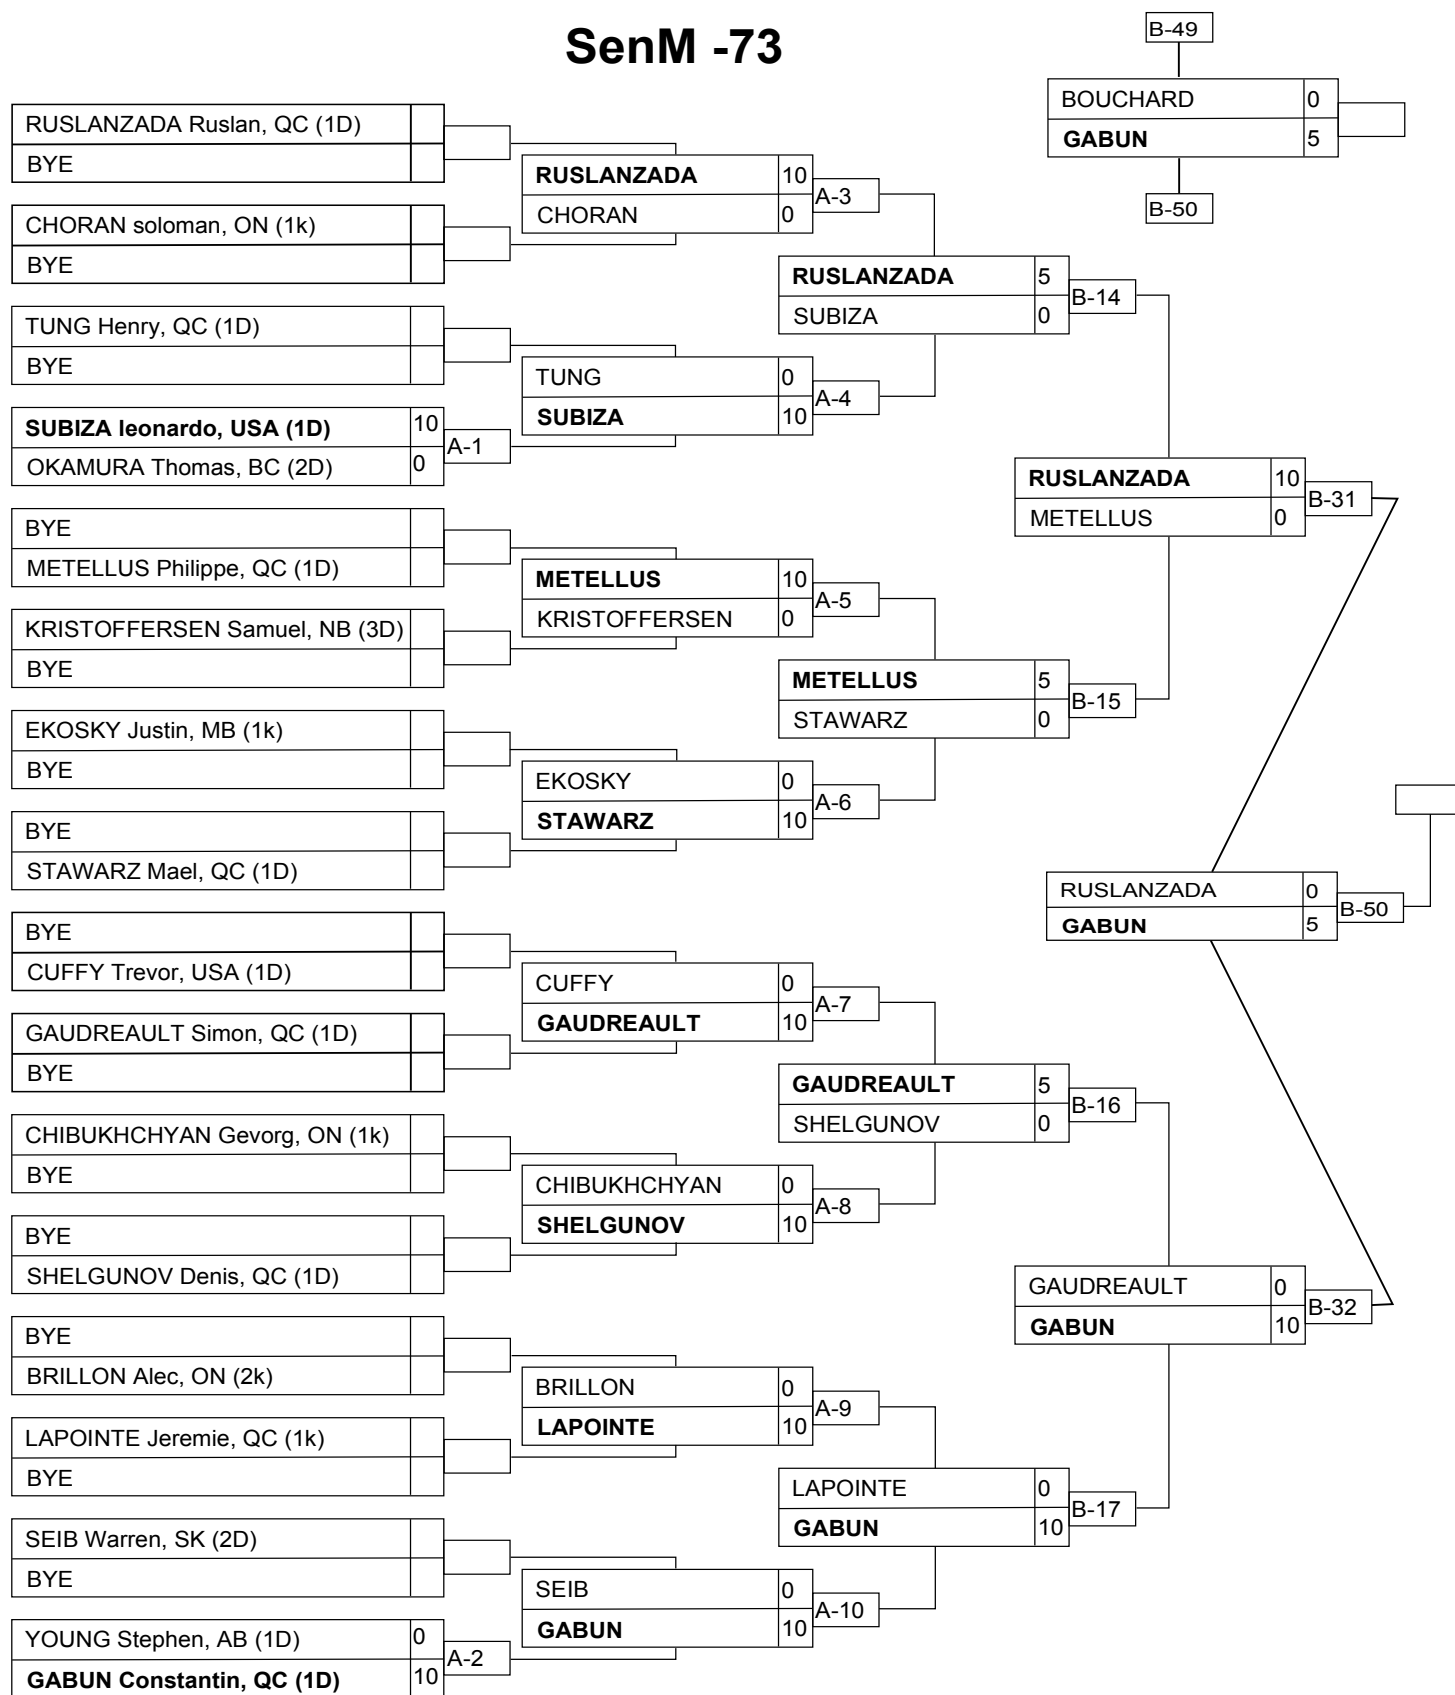 SenM -73
B-49
BOUCHARD 0
GABUN 5
B-50
RUSLANZADA Ruslan, QC (1D)
BYE
CHORAN soloman, ON (1k)
BYE
TUNG Henry, QC (1D)
BYE
SUBIZA leonardo, USA (1D) 10
OKAMURA Thomas, BC (2D) 0
A-1
BYE
METELLUS Philippe, QC (1D)
KRISTOFFERSEN Samuel, NB (3D)
BYE
EKOSKY Justin, MB (1k)
BYE
BYE
STAWARZ Mael, QC (1D)
BYE
CUFFY Trevor, USA (1D)
GAUDREAULT Simon, QC (1D)
BYE
CHIBUKHCHYAN Gevorg, ON (1k)
BYE
BYE
SHELGUNOV Denis, QC (1D)
BYE
BRILLON Alec, ON (2k)
LAPOINTE Jeremie, QC (1k)
BYE
SEIB Warren, SK (2D)
BYE
YOUNG Stephen, AB (1D) 0
GABUN Constantin, QC (1D) 10
A-2
RUSLANZADA 10
CHORAN 0
A-3
TUNG 0
SUBIZA 10
A-4
METELLUS 10
KRISTOFFERSEN 0
A-5
EKOSKY 0
STAWARZ 10
A-6
CUFFY 0
GAUDREAULT 10
A-7
CHIBUKHCHYAN 0
SHELGUNOV 10
A-8
BRILLON 0
LAPOINTE 10
A-9
SEIB 0
GABUN 10
A-10
RUSLANZADA 5
SUBIZA 0
B-14
METELLUS 5
STAWARZ 0
B-15
GAUDREAULT 5
SHELGUNOV 0
B-16
LAPOINTE 0
GABUN 10
B-17
RUSLANZADA 10
METELLUS 0
B-31
GAUDREAULT 0
GABUN 10
B-32
RUSLANZADA 0
GABUN 5
B-50